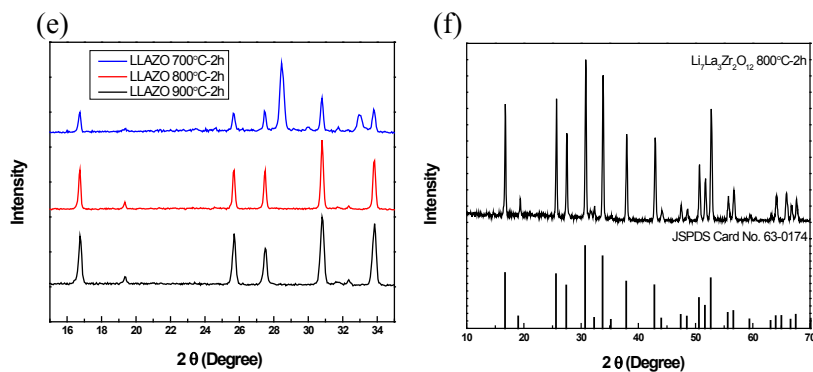 (e)
LLAZO 700°C-2h
LLAZO 800°C-2h
LLAZO 900°C-2h
Intensity
16 18 20 22 24 26 28 30 32 34
2 θ (Degree)
(f)
Li₇La₃Zr₂O₁₂ 800°C-2h
JSPDS Card No. 63-0174
Intensity
10 20 30 40 50 60 70
2 θ (Degree)